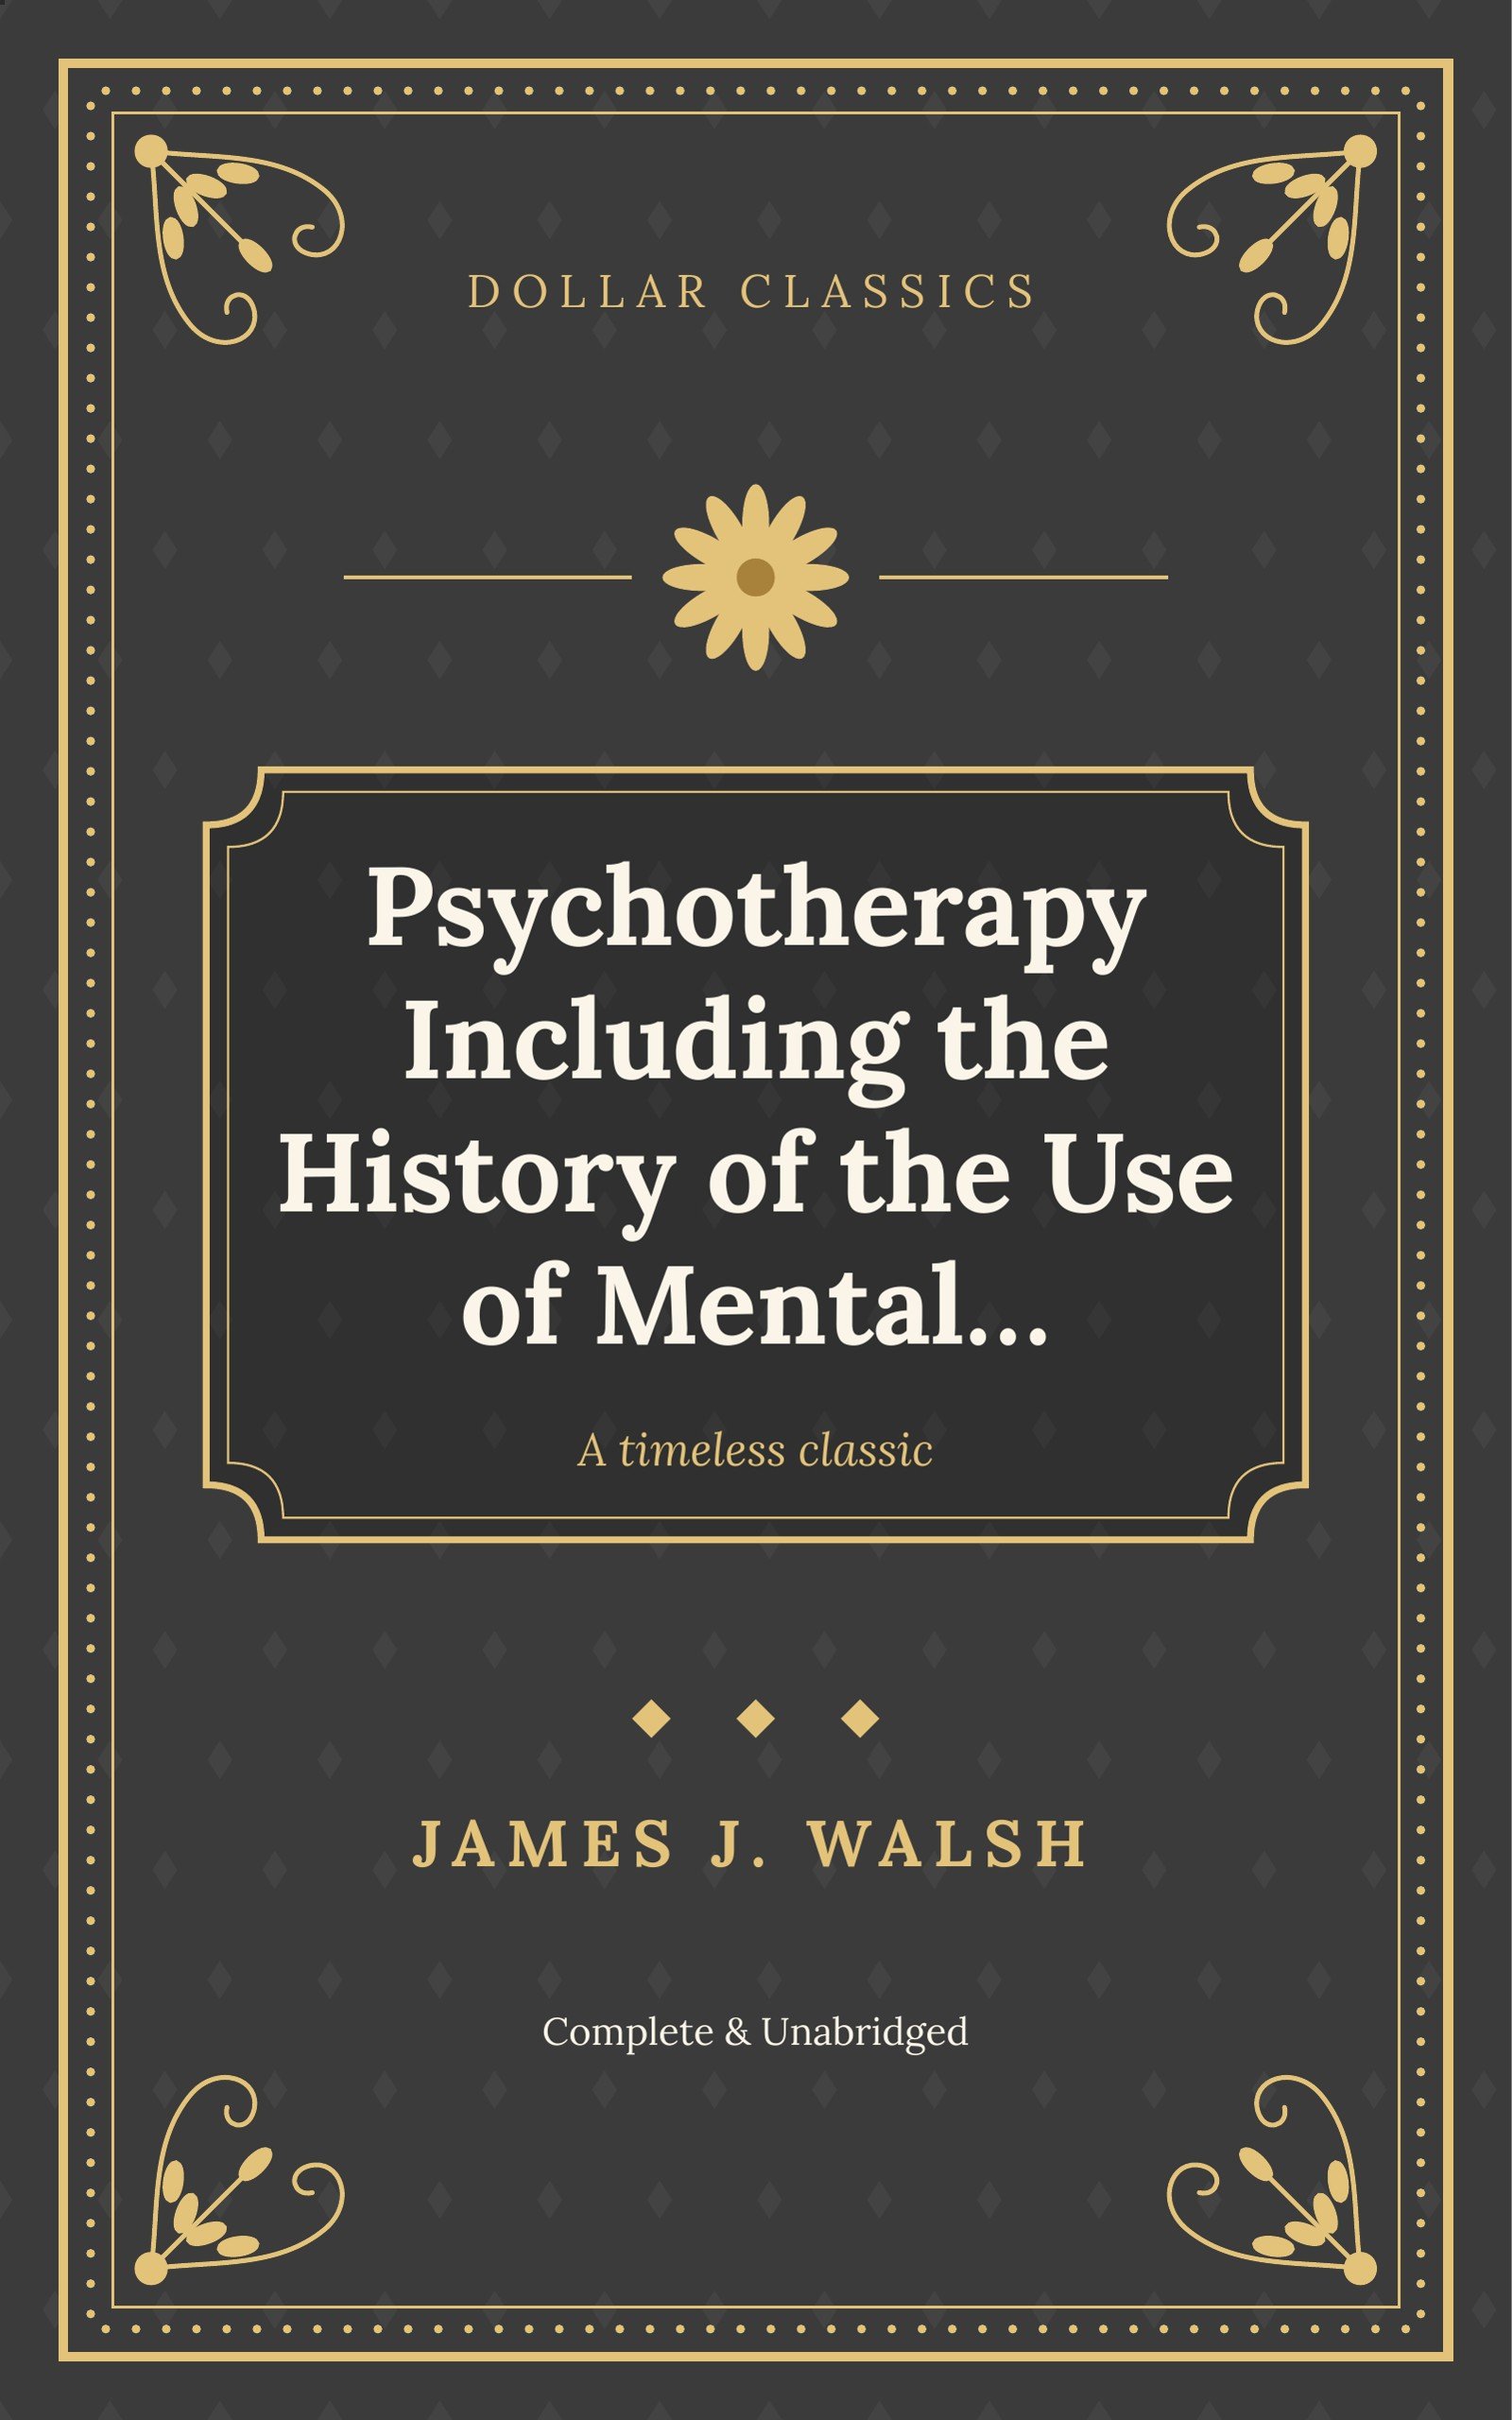 DOLLAR CLASSICS
Psychotherapy
Including the
History of the Use
of Mental...
A timeless classic
JAMES J. WALSH
Complete & Unabridged